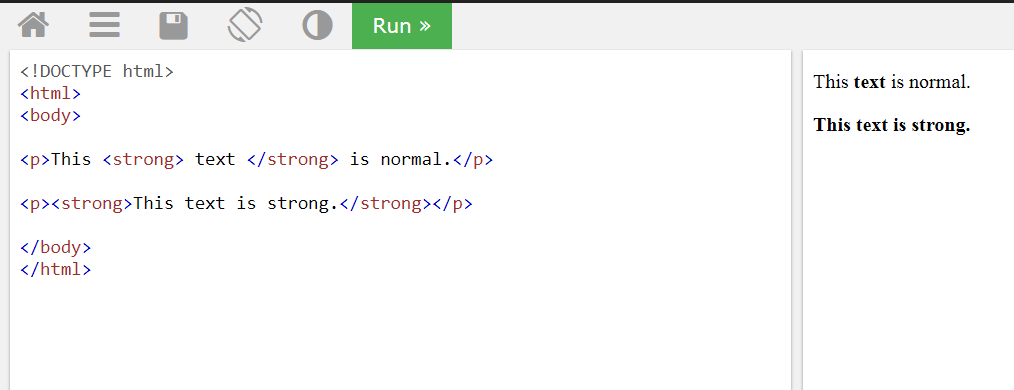 Run »
<!DOCTYPE html>
<html>
<body>
<p>This <strong> text </strong> is normal.</p>
<p><strong>This text is strong.</strong></p>
</body>
</html>
This text is normal.
This text is strong.